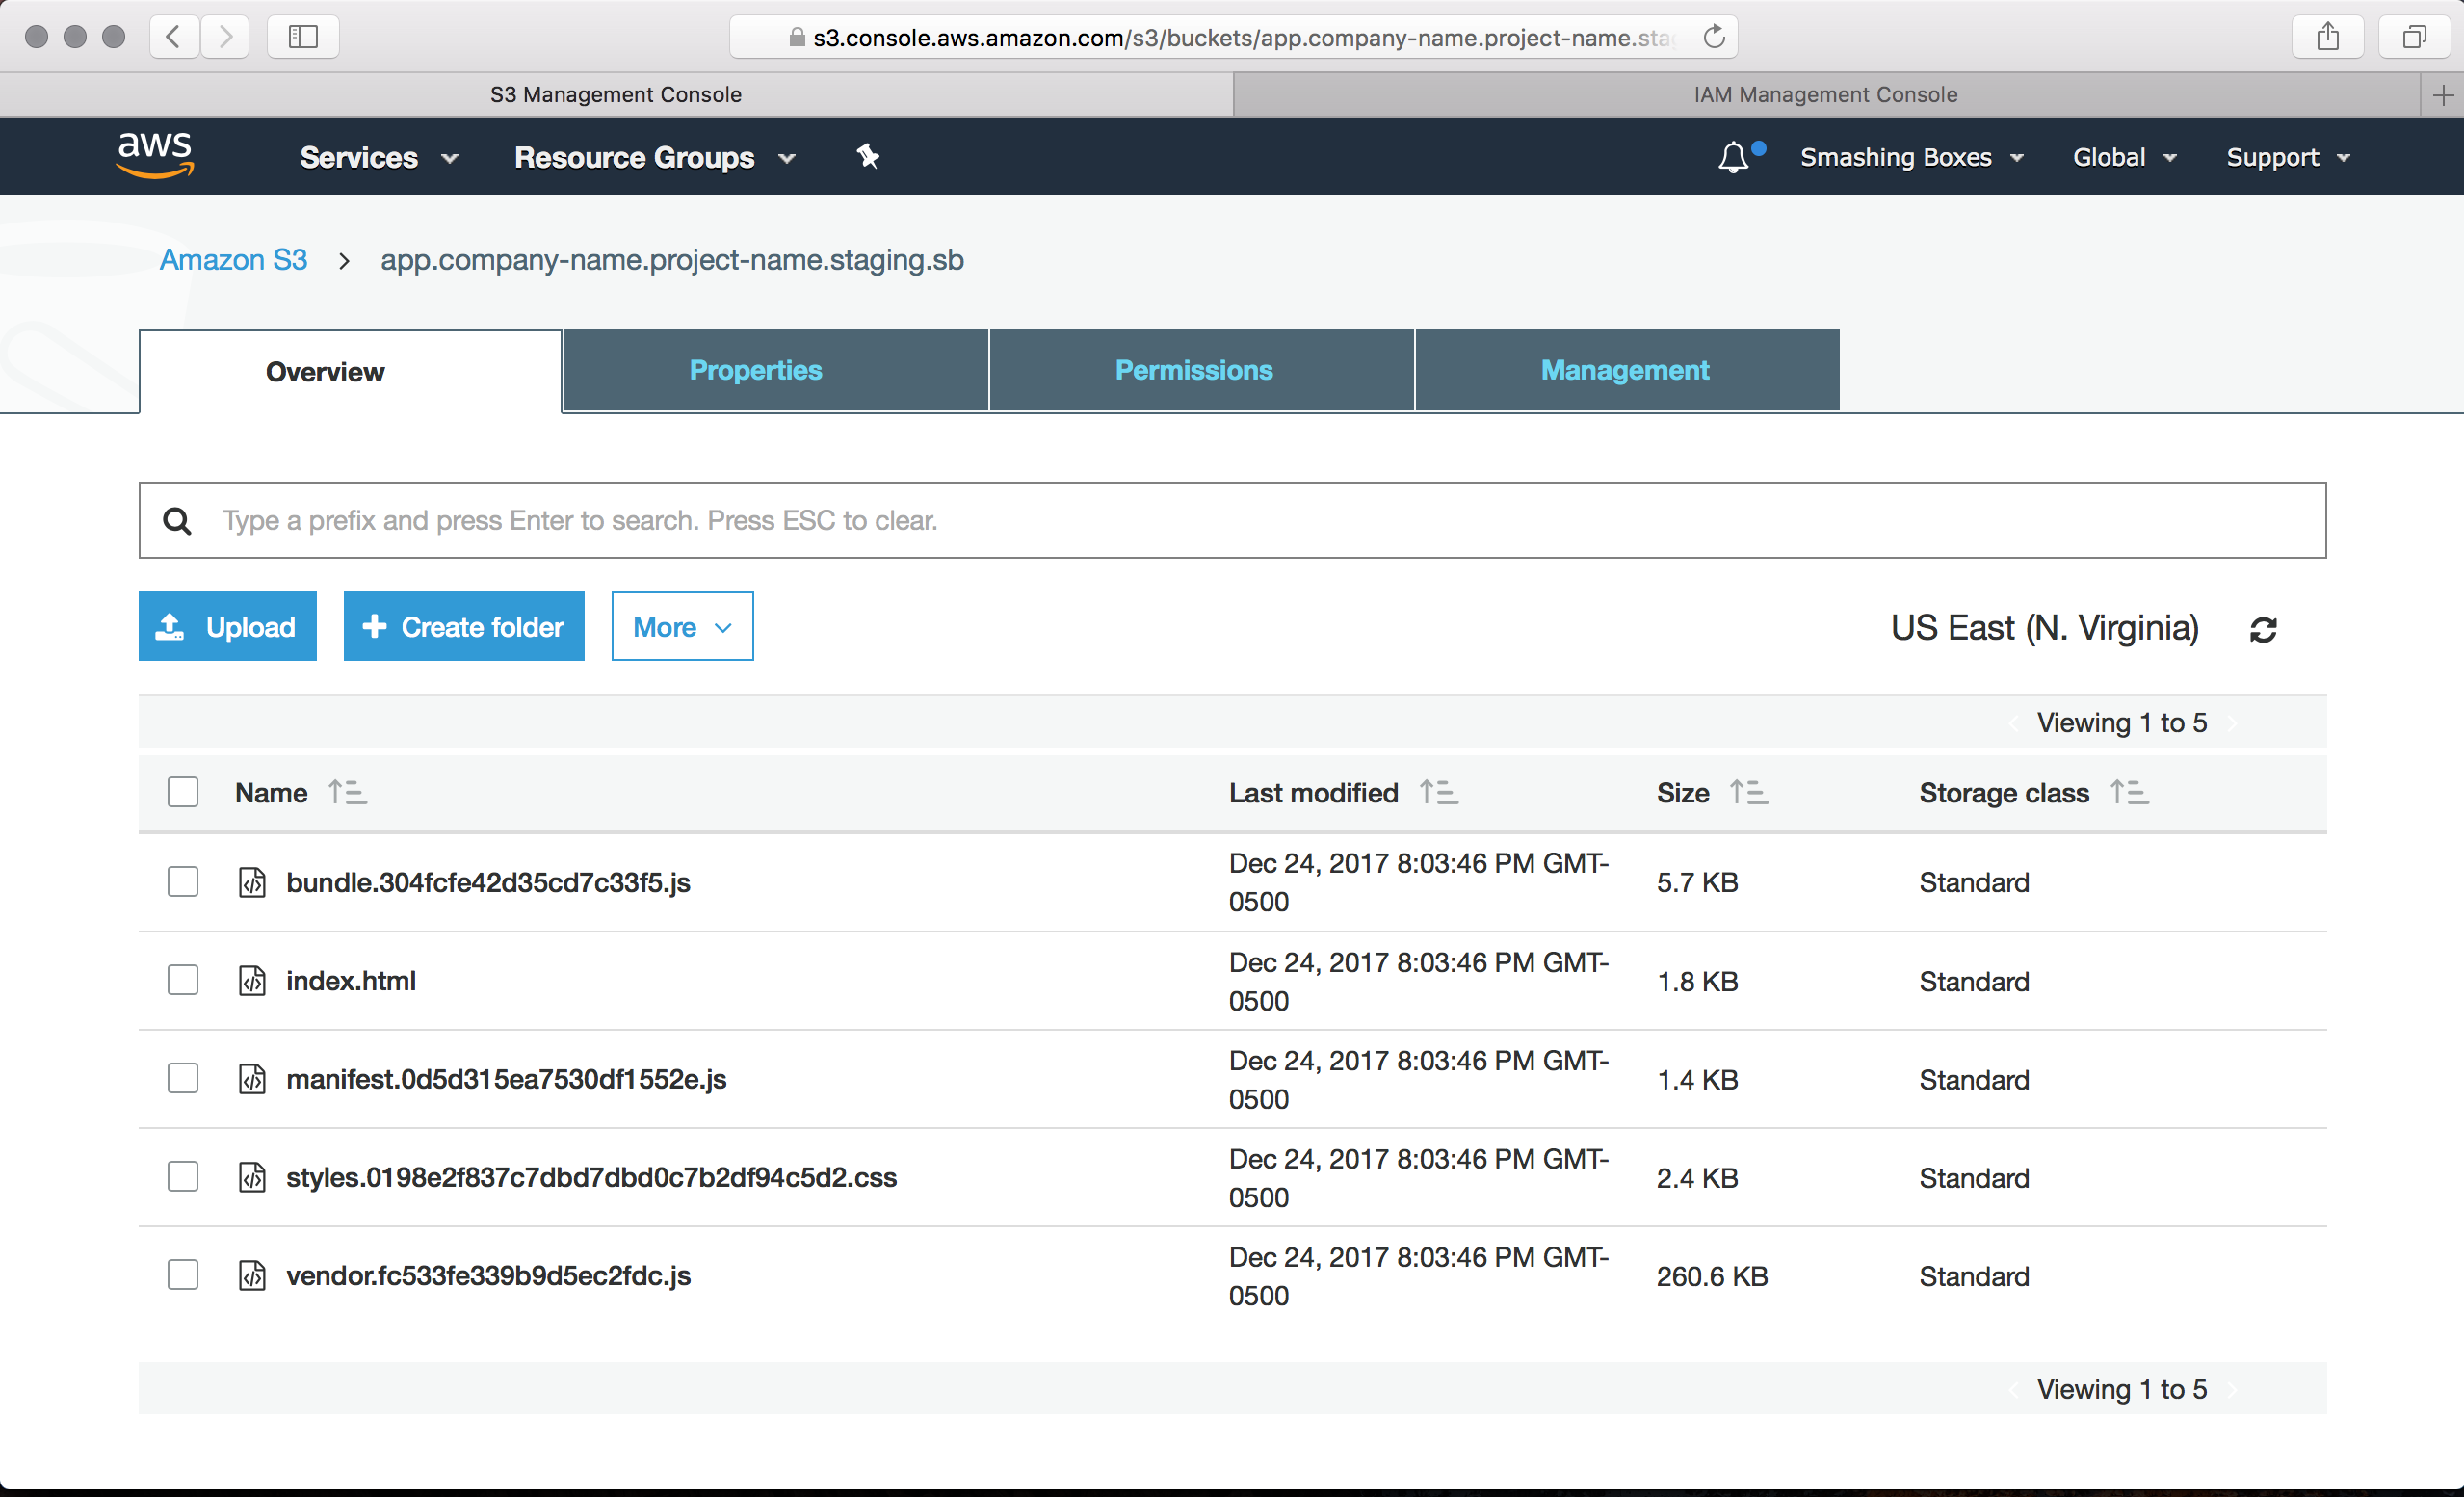 s3.console.aws.amazon.com/s3/buckets/app.company-name.project-name.sta
S3 Management Console
IAM Management Console
aws
Services
Resource Groups
Smashing Boxes
Global
Support
Amazon S3 > app.company-name.project-name.staging.sb
Overview
Properties
Permissions
Management
Type a prefix and press Enter to search. Press ESC to clear.
Upload
+ Create folder
More
US East (N. Virginia)
Viewing 1 to 5
Name
Last modified
Size
Storage class
bundle.304fcfe42d35cd7c33f5.js
Dec 24, 2017 8:03:46 PM GMT-
0500
5.7 KB
Standard
index.html
Dec 24, 2017 8:03:46 PM GMT-
0500
1.8 KB
Standard
manifest.0d5d315ea7530df1552e.js
Dec 24, 2017 8:03:46 PM GMT-
0500
1.4 KB
Standard
styles.0198e2f837c7dbd7dbd0c7b2df94c5d2.css
Dec 24, 2017 8:03:46 PM GMT-
0500
2.4 KB
Standard
vendor.fc533fe339b9d5ec2fdc.js
Dec 24, 2017 8:03:46 PM GMT-
0500
260.6 KB
Standard
Viewing 1 to 5